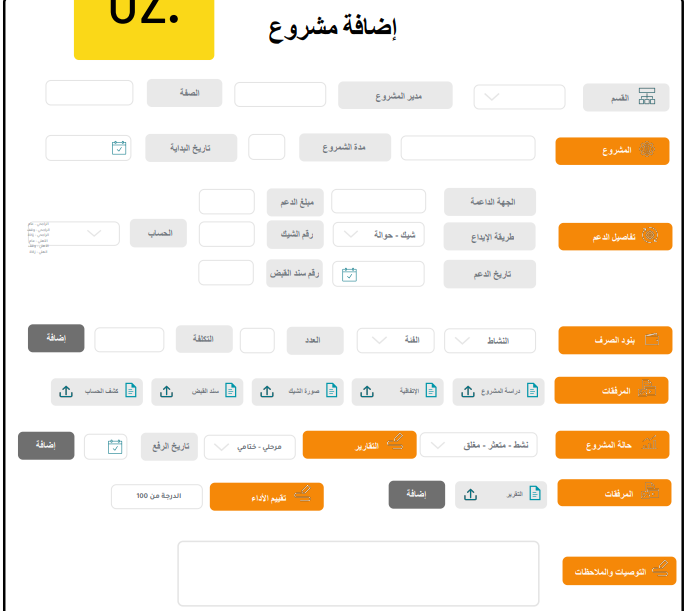 02.
إضافة مشروع
القسم
مدير المشروع
الصفة
المشروع
مدة الشمروع
تاريخ البداية
تفاصيل الدعم
الجهة الداعمة
مبلغ الدعم
طريقة الإيداع
شيك - حوالة
رقم الشيك
الحساب
تاريخ الدعم
رقم سند القبض
بنود الصرف
النشاط
الفئة
العدد
التكلفة
إضافة
المرفقات
دراسة المشروع
الإتفاقية
صورة الشيك
سند القبض
كشف الحساب
حالة المشروع
نشط - متعثر - مغلق
التقارير
مرحلي - ختامي
تاريخ الرفع
إضافة
المرفقات
التقرير
إضافة
تقييم الأداء
الدرجة من 100
التوصيات والملاحظات